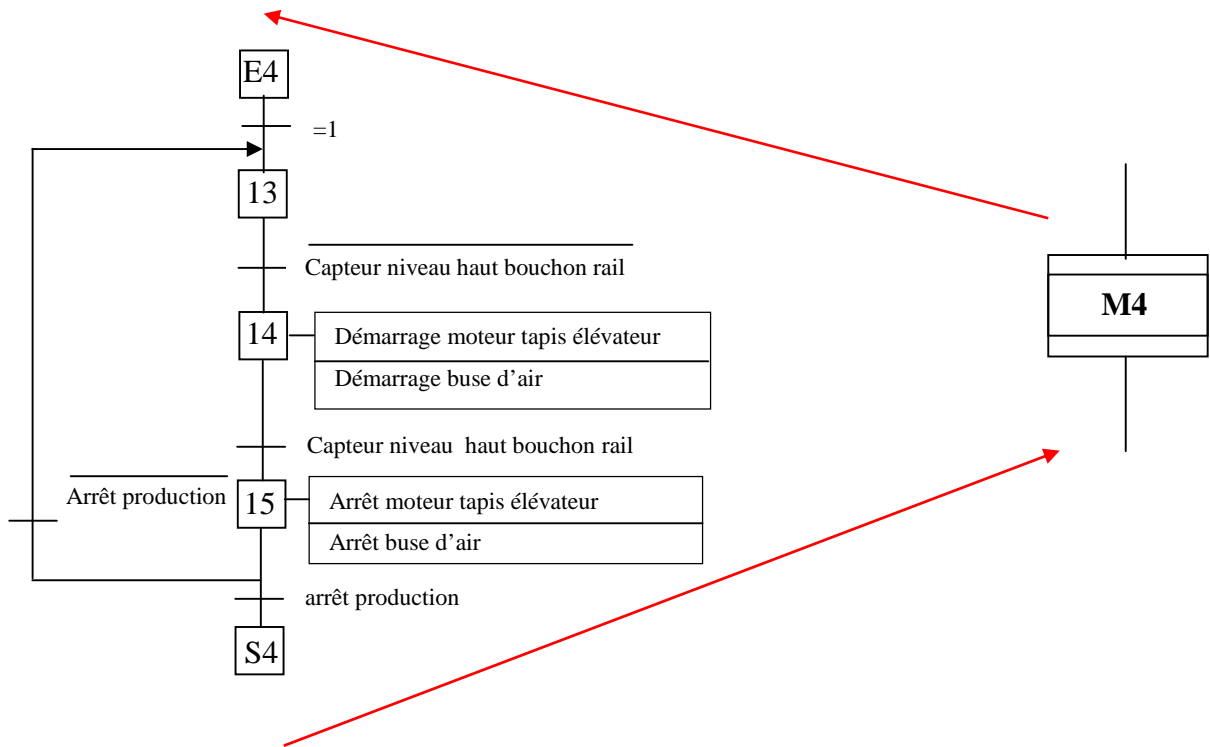 E4
=1
13
Capteur niveau haut bouchon rail
M4
14
Démarrage moteur tapis élévateur
Démarrage buse d'air
Capteur niveau haut bouchon rail
Arrêt production
15
Arrêt moteur tapis élévateur
Arrêt buse d'air
arrêt production
S4